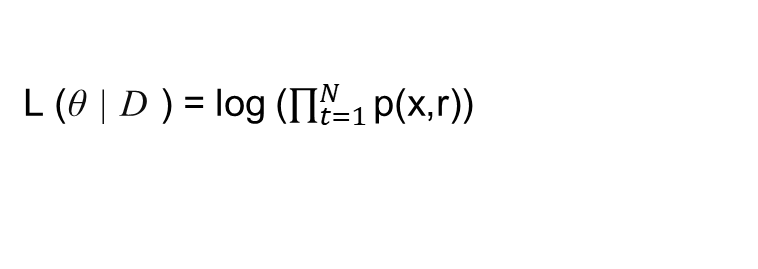 L (θ | D ) = log (∏ᴺₜ₌₁ p(x,r))